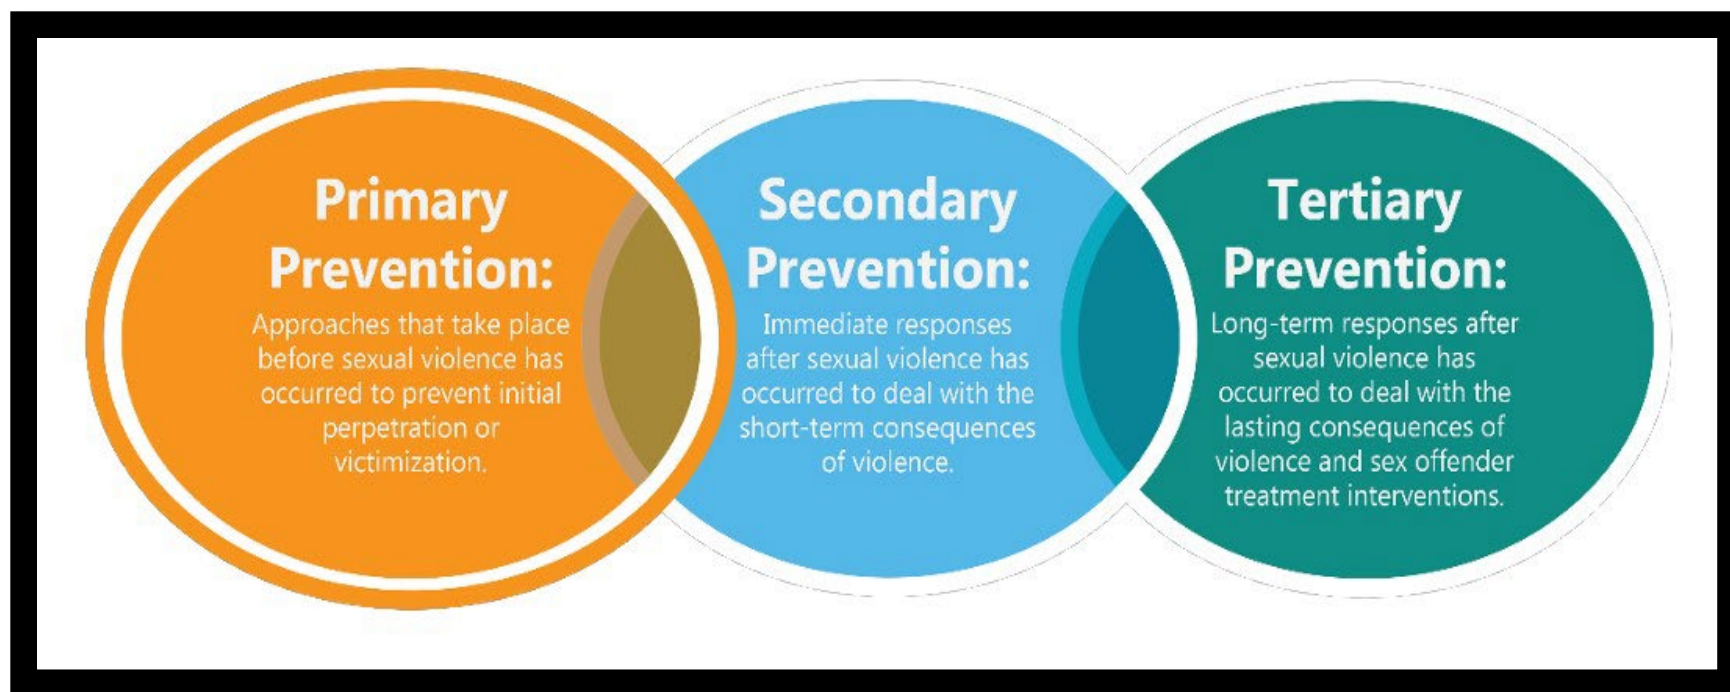 Primary
Prevention:
Approaches that take place
before sexual violence has
occurred to prevent initial
perpetration or
victimization.
Secondary
Prevention:
Immediate responses
after sexual violence has
occurred to deal with the
short-term consequences
of violence.
Tertiary
Prevention:
Long-term responses after
sexual violence has
occurred to deal with the
lasting consequences of
violence and sex offender
treatment interventions.